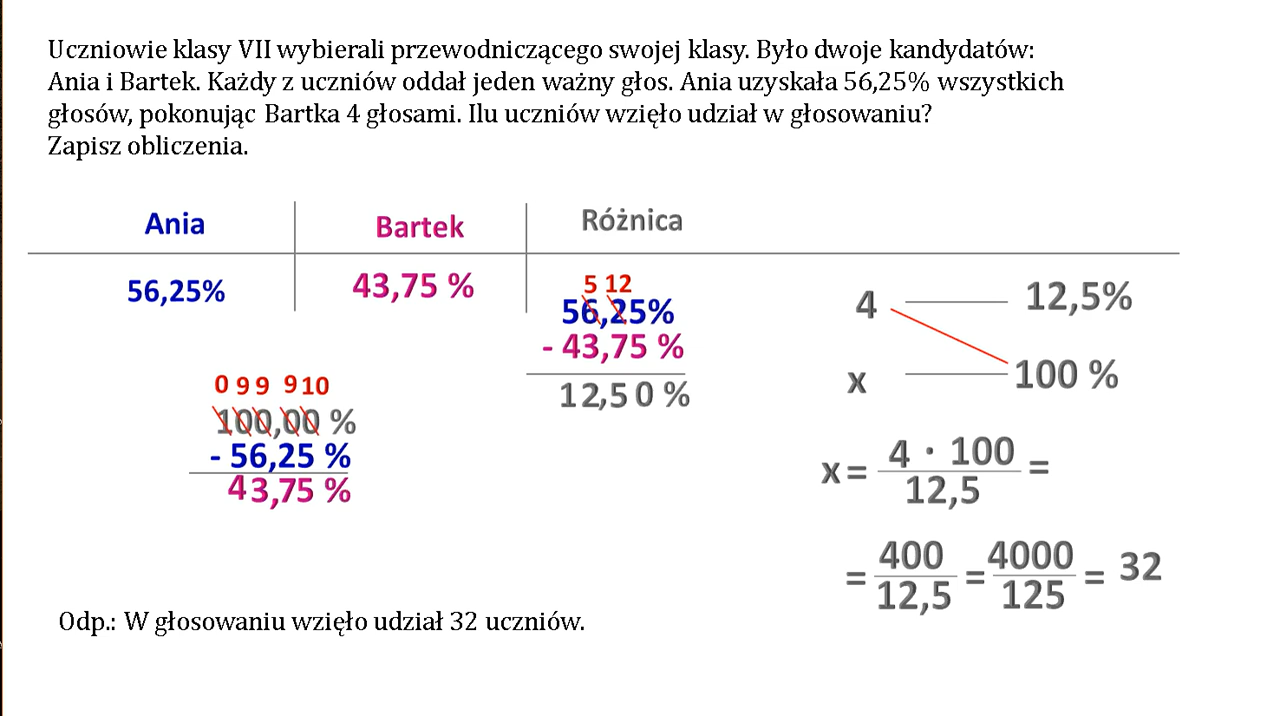 Uczniowie klasy VII wybierali przewodniczącego swojej klasy. Było dwoje kandydatów:
Ania i Bartek. Każdy z uczniów oddał jeden ważny głos. Ania uzyskała 56,25% wszystkich
głosów, pokonując Bartka 4 głosami. Ilu uczniów wzięło udział w głosowaniu?
Zapisz obliczenia.
Ania Bartek Różnica
56,25% 43,75 %
5 12
56,25%
- 43,75 %
12,50 %
0 9 9 9 10
100,00 %
- 56,25 %
43,75 %
4 12,5%
x 100 %
x = 4 · 100 / 12,5 =
= 400 / 12,5 = 4000 / 125 = 32
Odp.: W głosowaniu wzięło udział 32 uczniów.